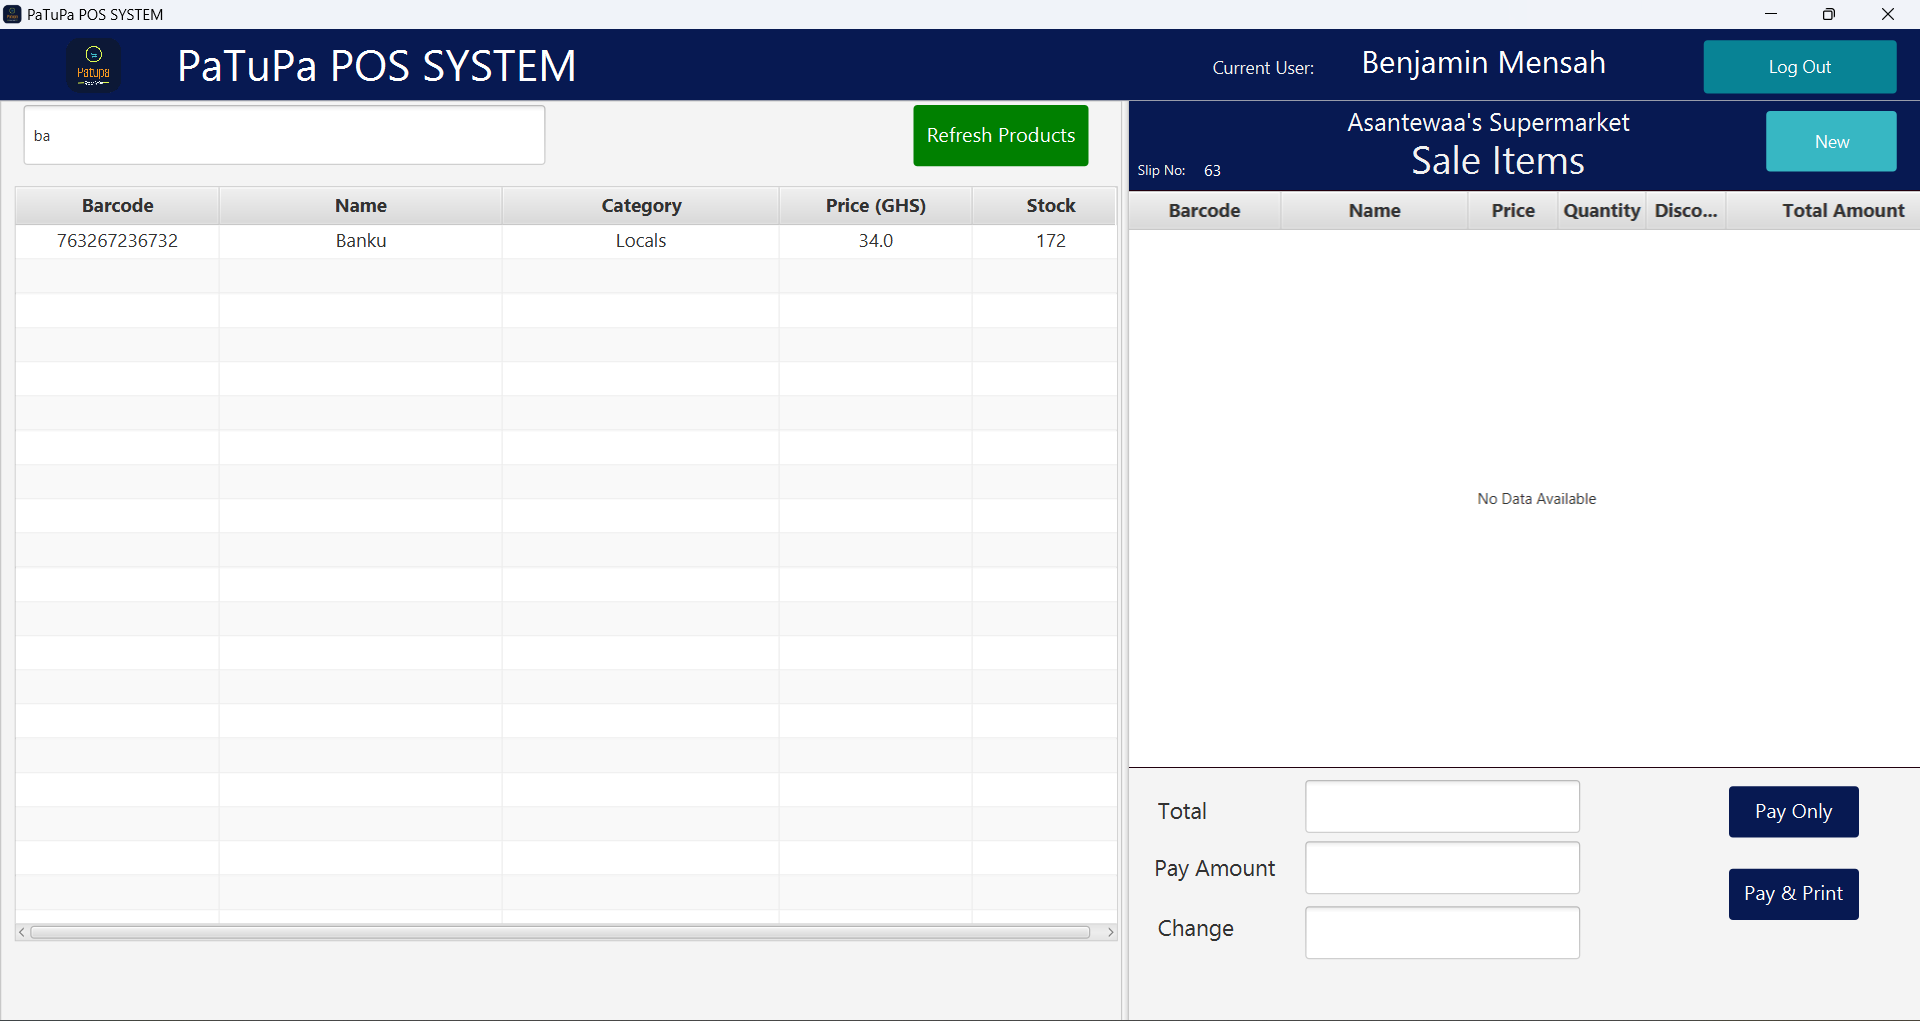 PaTuPa POS SYSTEM
Patupa
PaTuPa POS SYSTEM
Current User:
Benjamin Mensah
Log Out
ba
Refresh Products
Barcode Name Category Price (GHS) Stock
763267236732 Banku Locals 34.0 172
Asantewaa's Supermarket
Sale Items
Slip No: 63
New
Barcode Name Price Quantity Disco... Total Amount
No Data Available
Total
Pay Only
Pay Amount
Pay & Print
Change